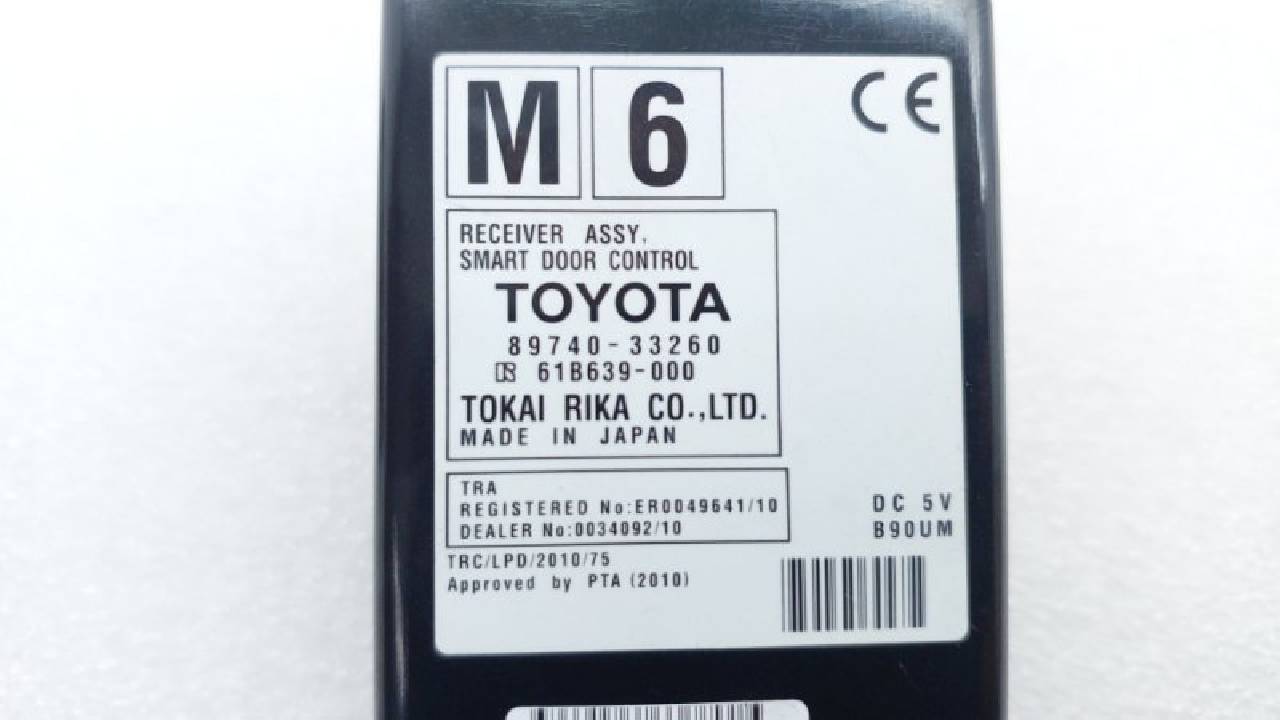 M 6
CE
RECEIVER ASSY,
SMART DOOR CONTROL
TOYOTA
89740-33260
61B639-000
TOKAI RIKA CO.,LTD.
MADE IN JAPAN
TRA
REGISTERED No:ER0049641/10
DEALER No:0034092/10
TRC/LPD/2010/75
Approved by PTA (2010)
DC 5V
B90UM